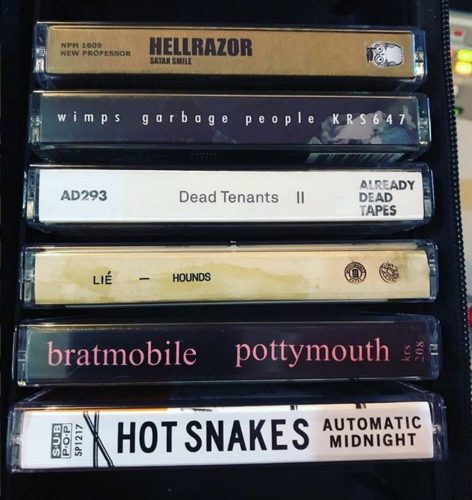 NPM 1609
NEW PROFESSOR
HELLRAZOR
SATAN SMILE
wimps garbage people KRS647
AD293
Dead Tenants II
ALREADY
DEAD
TAPES
LIÉ — HOUNDS
bratmobile pottymouth
krs
208
SUB
POP
SP1217
HOT SNAKES
AUTOMATIC
MIDNIGHT